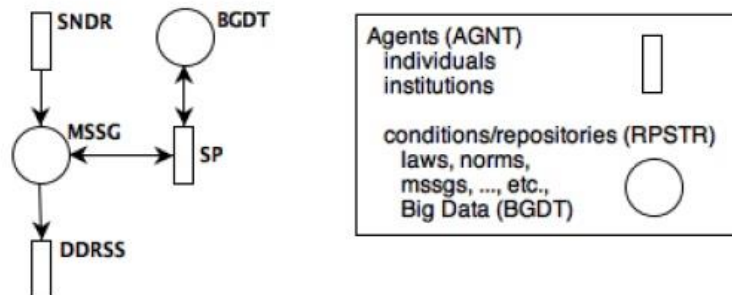 SNDR
BGDT
MSSG
SP
DDRSS
Agents (AGNT)
individuals
institutions
conditions/repositories (RPSTR)
laws, norms,
mssgs, ..., etc.,
Big Data (BGDT)